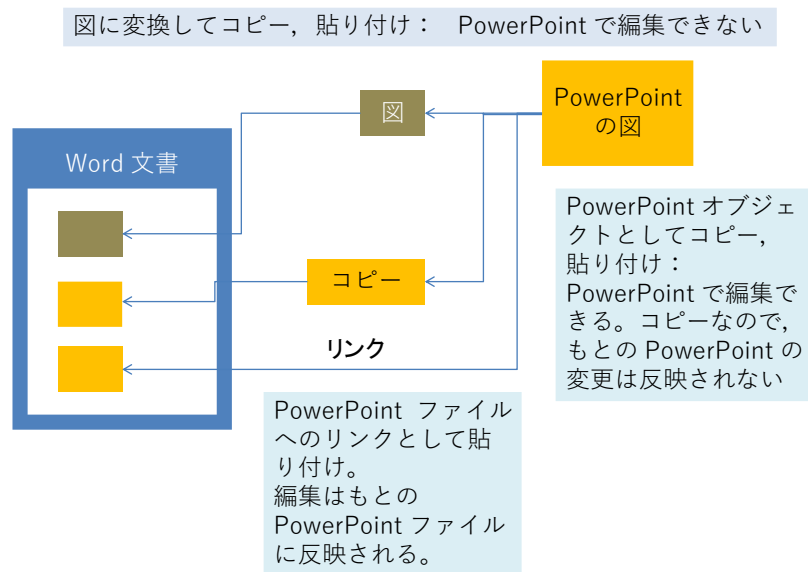 図に変換してコピー，貼り付け： PowerPoint で編集できない
図
PowerPoint
の図
Word 文書
PowerPoint オブジェ
クトとしてコピー，
貼り付け：
PowerPoint で編集で
きる。コピーなので，
もとの PowerPoint の
変更は反映されない
コピー
リンク
PowerPoint ファイル
へのリンクとして貼
り付け。
編集はもとの
PowerPoint ファイル
に反映される。